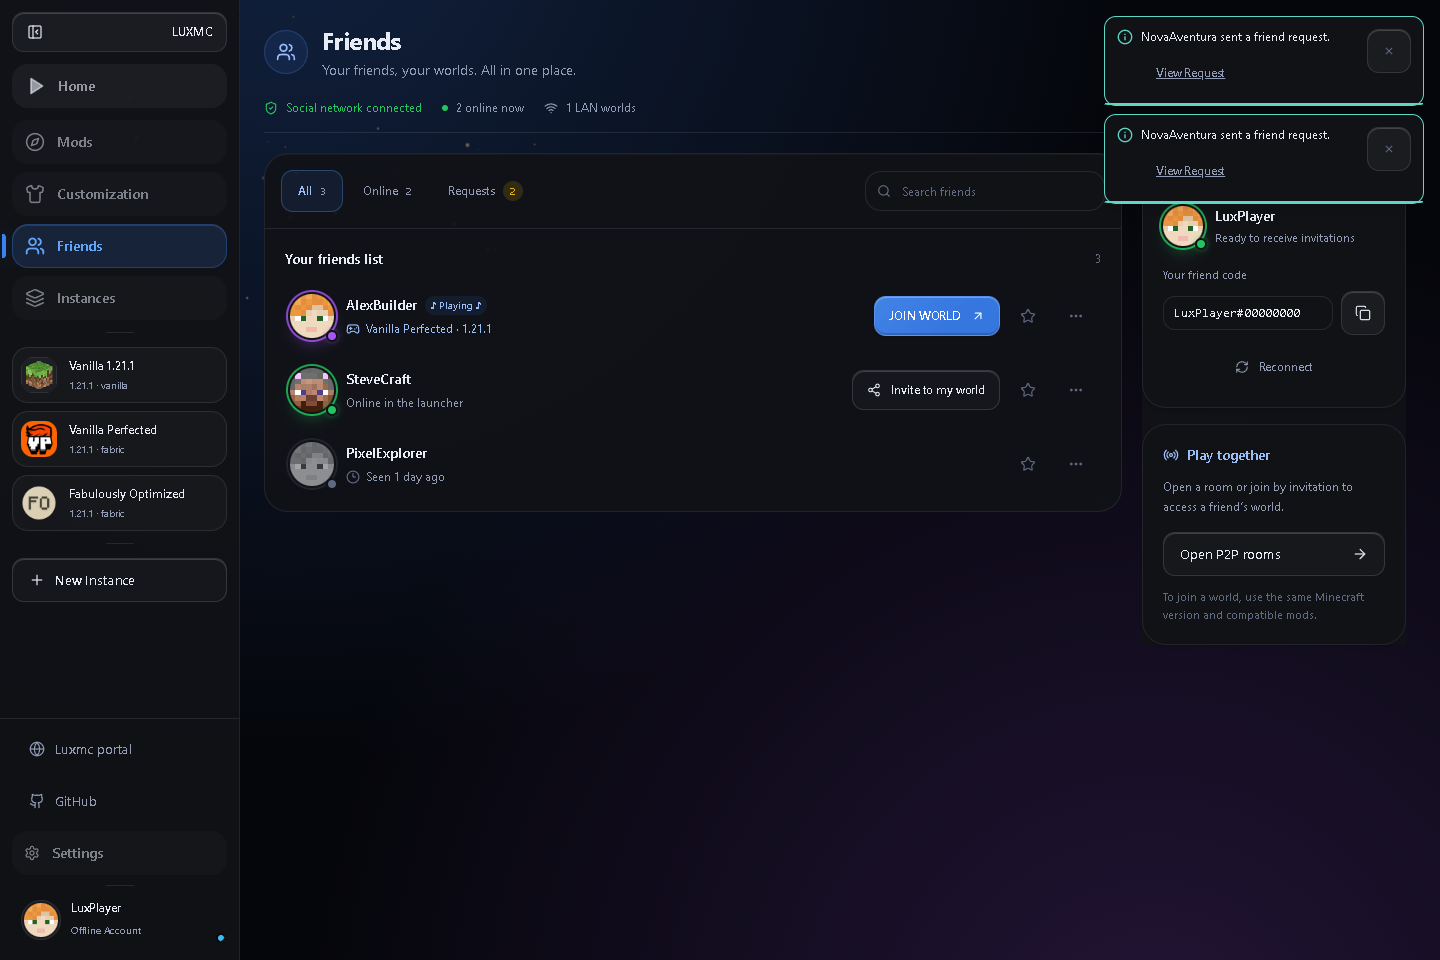 LUXMC
Home
Mods
Customization
Friends
Instances
Vanilla 1.21.1
1.21.1 · vanilla
Vanilla Perfected
1.21.1 · fabric
Fabulously Optimized
1.21.1 · fabric
New Instance
Luxmc portal
GitHub
Settings
LuxPlayer
Offline Account
Friends
Your friends, your worlds. All in one place.
Social network connected
2 online now
1 LAN worlds
All 3
Online 2
Requests 2
Search friends
Your friends list
3
AlexBuilder
♪ Playing ♪
Vanilla Perfected · 1.21.1
JOIN WORLD
SteveCraft
Online in the launcher
Invite to my world
PixelExplorer
Seen 1 day ago
NovaAventura sent a friend request.
View Request
×
NovaAventura sent a friend request.
View Request
×
LuxPlayer
Ready to receive invitations
Your friend code
LuxPlayer#00000000
Reconnect
Play together
Open a room or join by invitation to
access a friend's world.
Open P2P rooms
To join a world, use the same Minecraft
version and compatible mods.
VP
FO